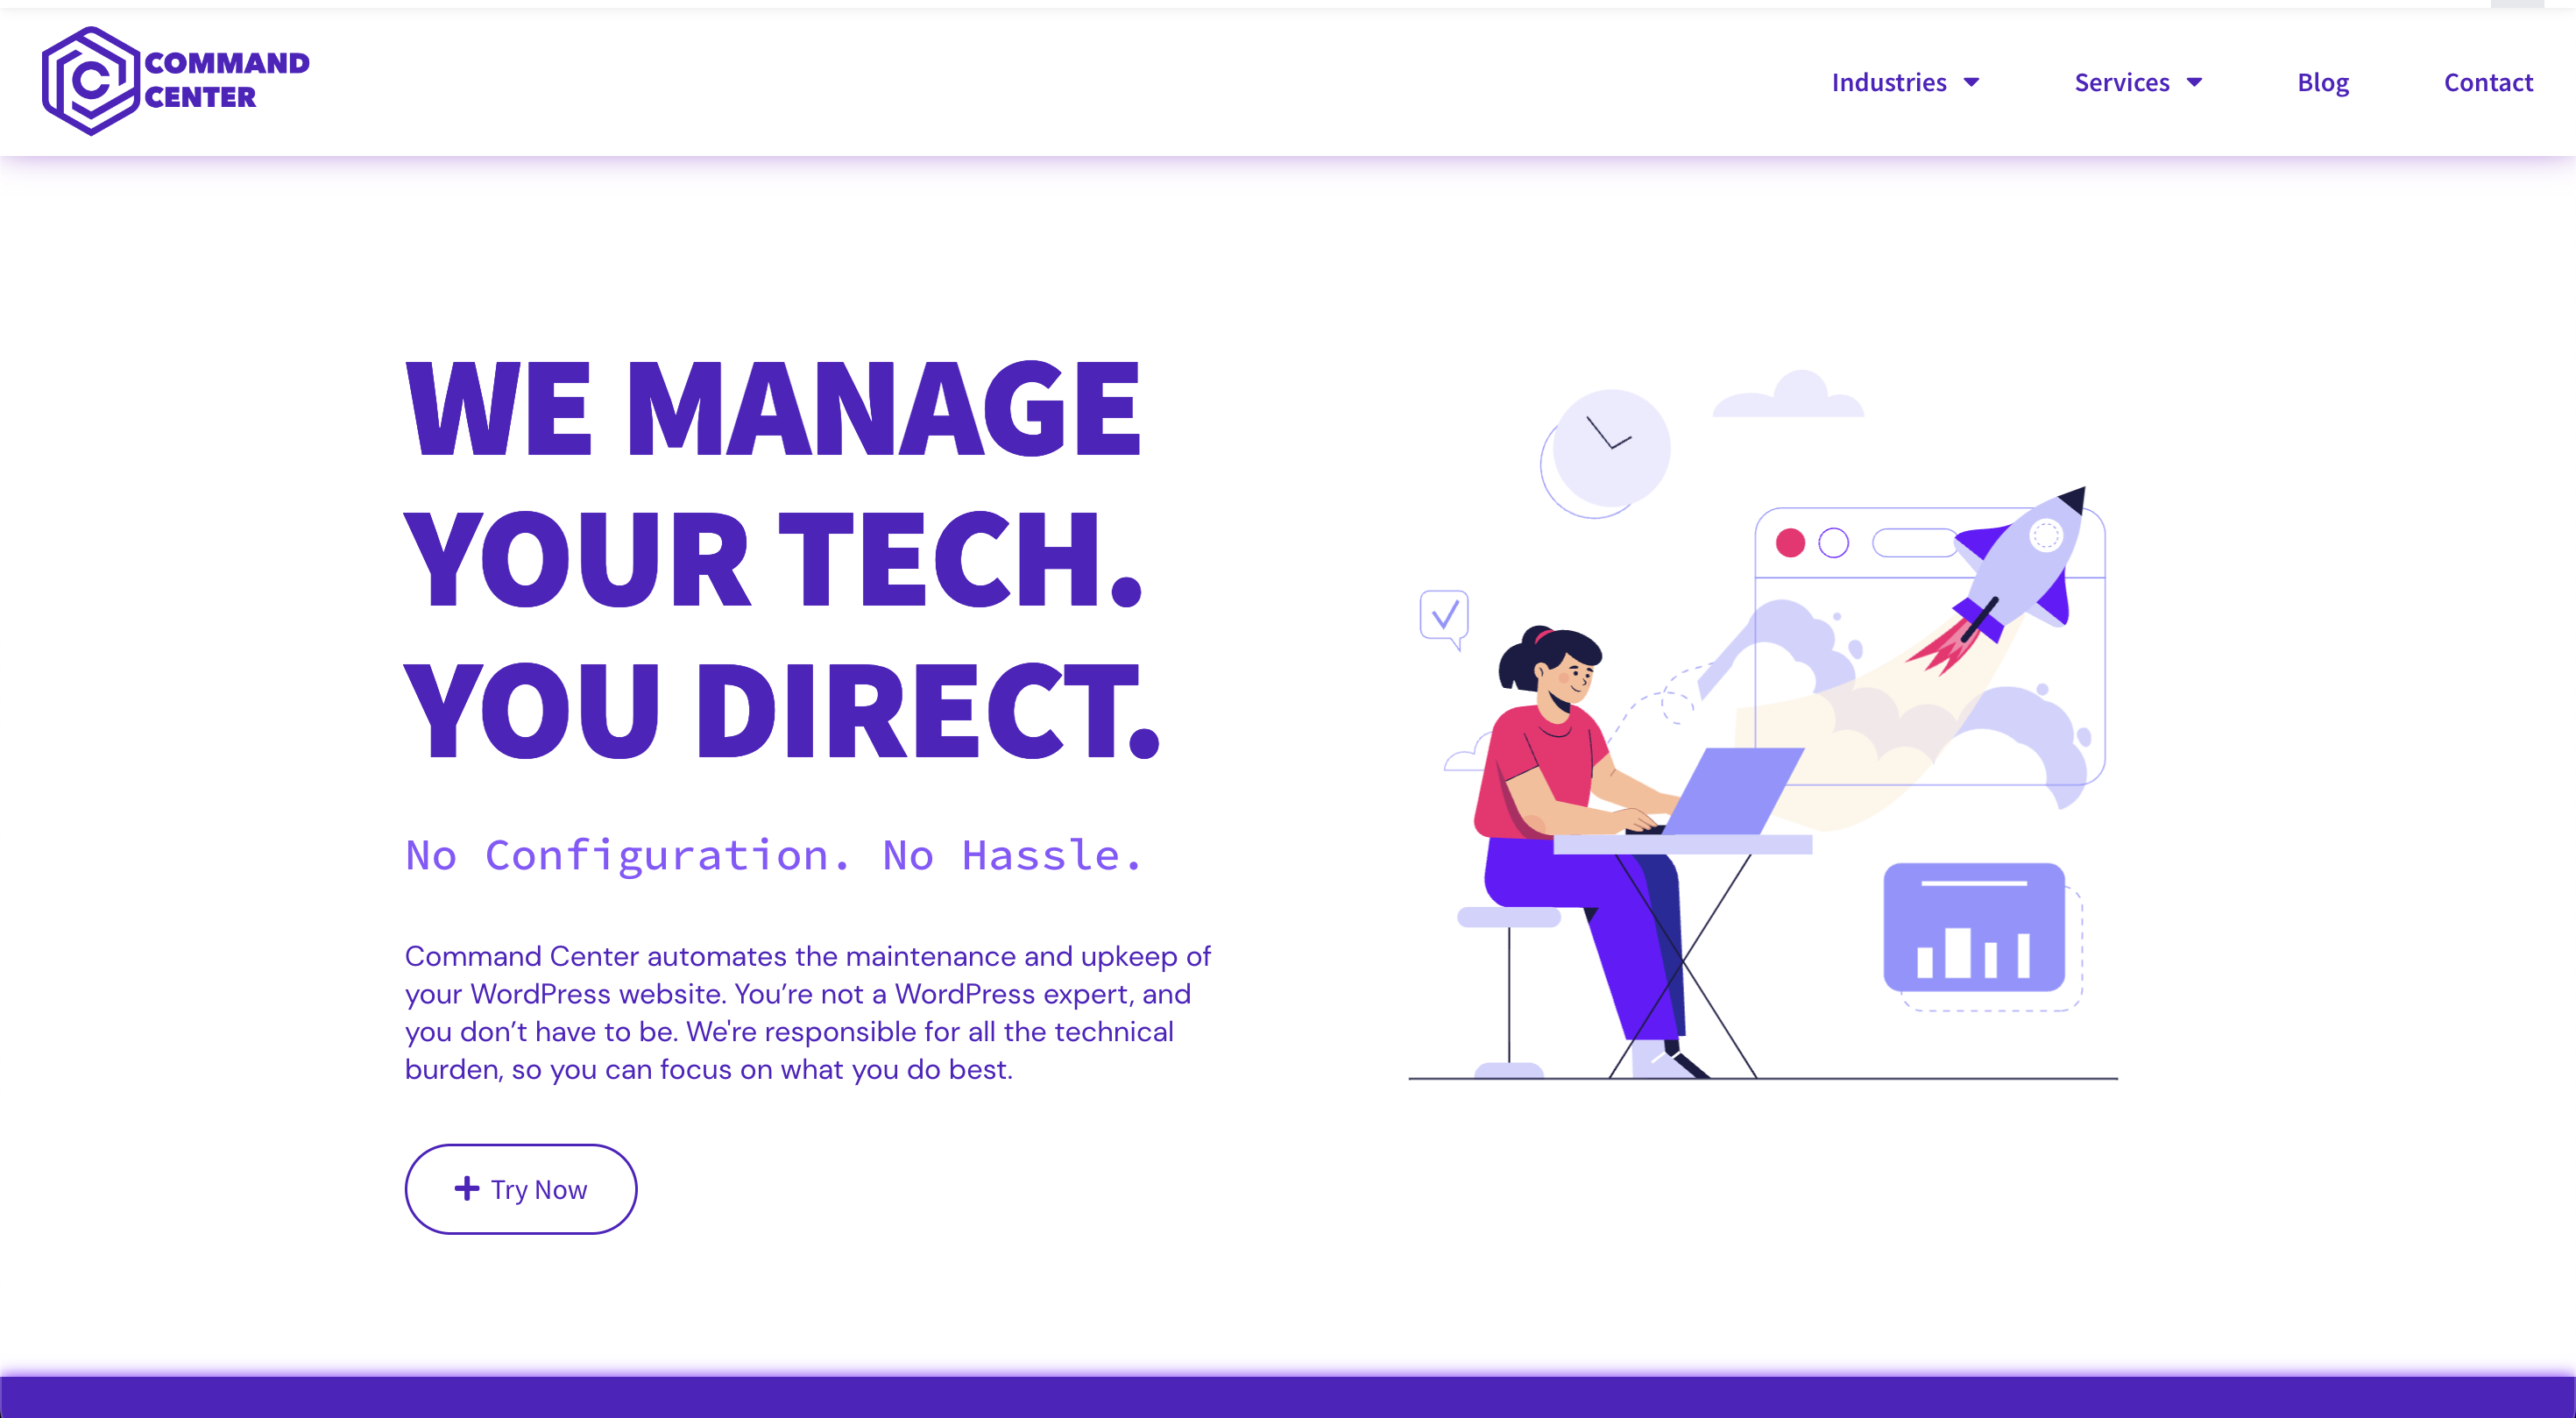 COMMAND
CENTER
Industries
Services
Blog
Contact
WE MANAGE
YOUR TECH.
YOU DIRECT.
No Configuration. No Hassle.
Command Center automates the maintenance and upkeep of
your WordPress website. You’re not a WordPress expert, and
you don’t have to be. We're responsible for all the technical
burden, so you can focus on what you do best.
Try Now